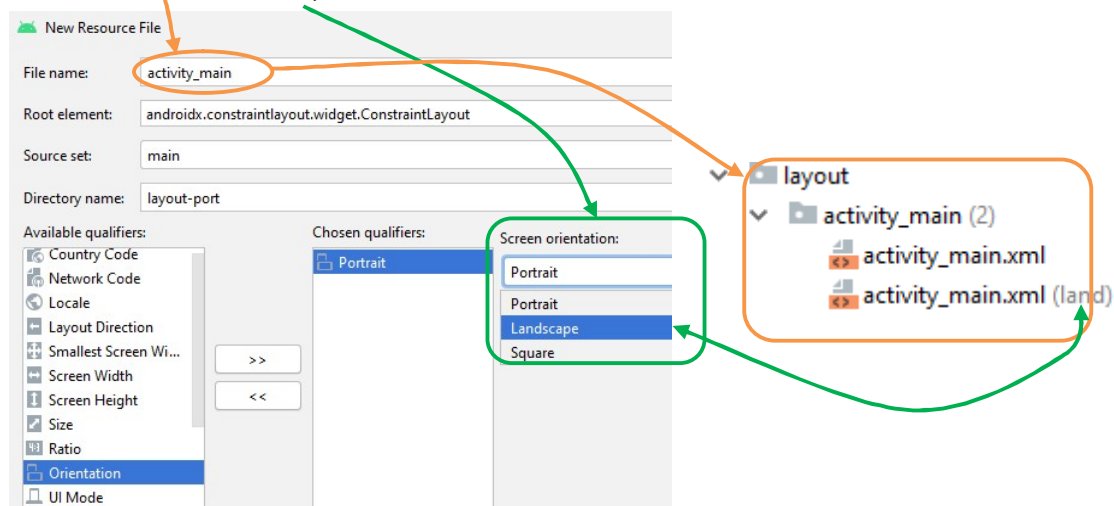 New Resource File
File name:
activity_main
Root element:
androidx.constraintlayout.widget.ConstraintLayout
Source set:
main
Directory name:
layout-port
Available qualifiers:
Country Code
Network Code
Locale
Layout Direction
Smallest Screen Wi...
Screen Width
Screen Height
Size
Ratio
Orientation
UI Mode
>>
<<
Chosen qualifiers:
Portrait
Screen orientation:
Portrait
Portrait
Landscape
Square
layout
activity_main (2)
activity_main.xml
activity_main.xml (land)